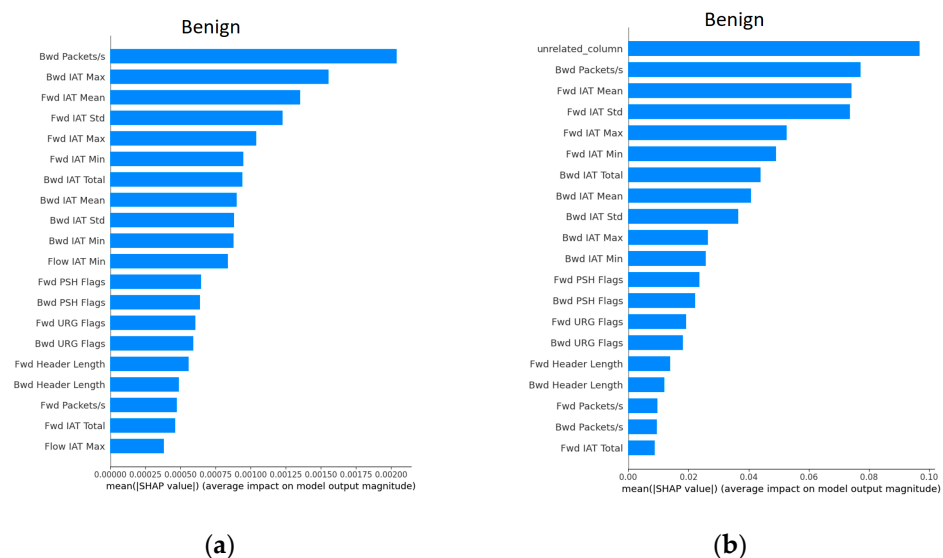 Benign
Bwd Packets/s
Bwd IAT Max
Fwd IAT Mean
Fwd IAT Std
Fwd IAT Max
Fwd IAT Min
Bwd IAT Total
Bwd IAT Mean
Bwd IAT Std
Bwd IAT Min
Flow IAT Min
Fwd PSH Flags
Bwd PSH Flags
Fwd URG Flags
Bwd URG Flags
Fwd Header Length
Bwd Header Length
Fwd Packets/s
Fwd IAT Total
Flow IAT Max
0.00000 0.00025 0.00050 0.00075 0.00100 0.00125 0.00150 0.00175 0.00200
mean(|SHAP value|) (average impact on model output magnitude)
(a)
Benign
unrelated_column
Bwd Packets/s
Fwd IAT Mean
Fwd IAT Std
Fwd IAT Max
Fwd IAT Min
Bwd IAT Total
Bwd IAT Mean
Bwd IAT Std
Bwd IAT Max
Bwd IAT Min
Fwd PSH Flags
Bwd PSH Flags
Fwd URG Flags
Bwd URG Flags
Fwd Header Length
Bwd Header Length
Fwd Packets/s
Bwd Packets/s
Fwd IAT Total
0.00 0.02 0.04 0.06 0.08 0.10
mean(|SHAP value|) (average impact on model output magnitude)
(b)